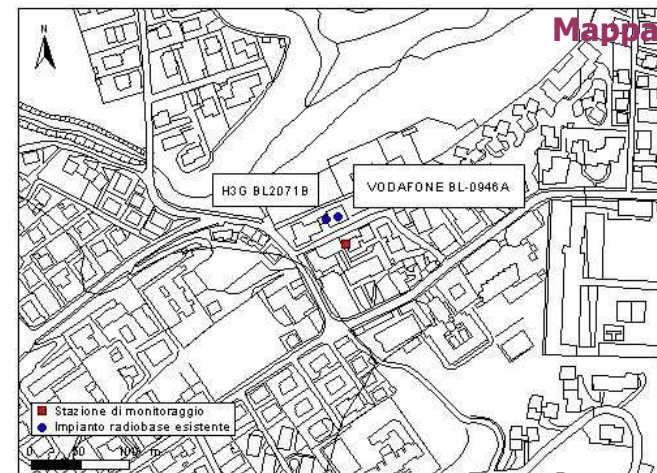 Mappa
N
H3G BL2071B
VODAFONE BL-0946A
Stazione di monitoraggio
Impianto radiobase esistente
0 50 100 m